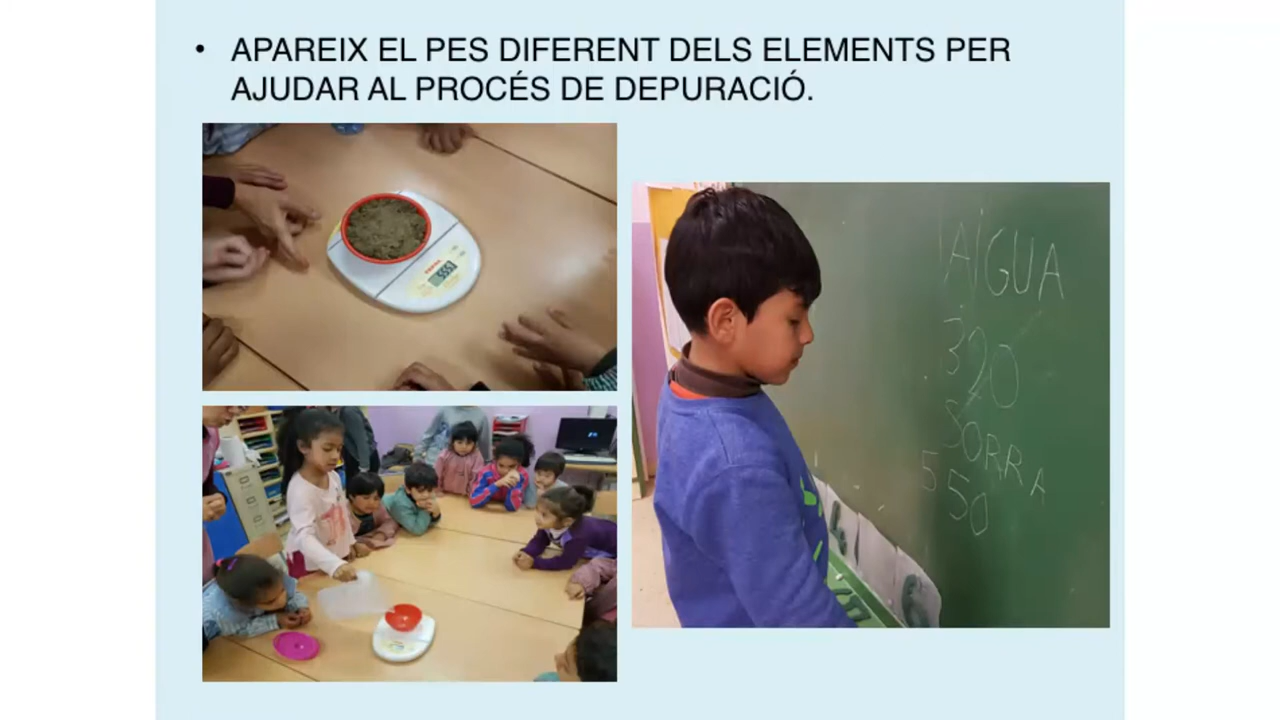 • APAREIX EL PES DIFERENT DELS ELEMENTS PER
AJUDAR AL PROCÉS DE DEPURACIÓ.
AIGUA
320
SORRA
550